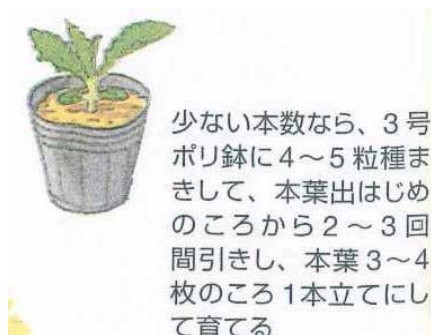 少ない本数なら、3号
ポリ鉢に4～5粒種ま
きして、本葉出はじめ
のころから2～3回
間引きし、本葉3～4
枚のころ1本立てにし
て育てる